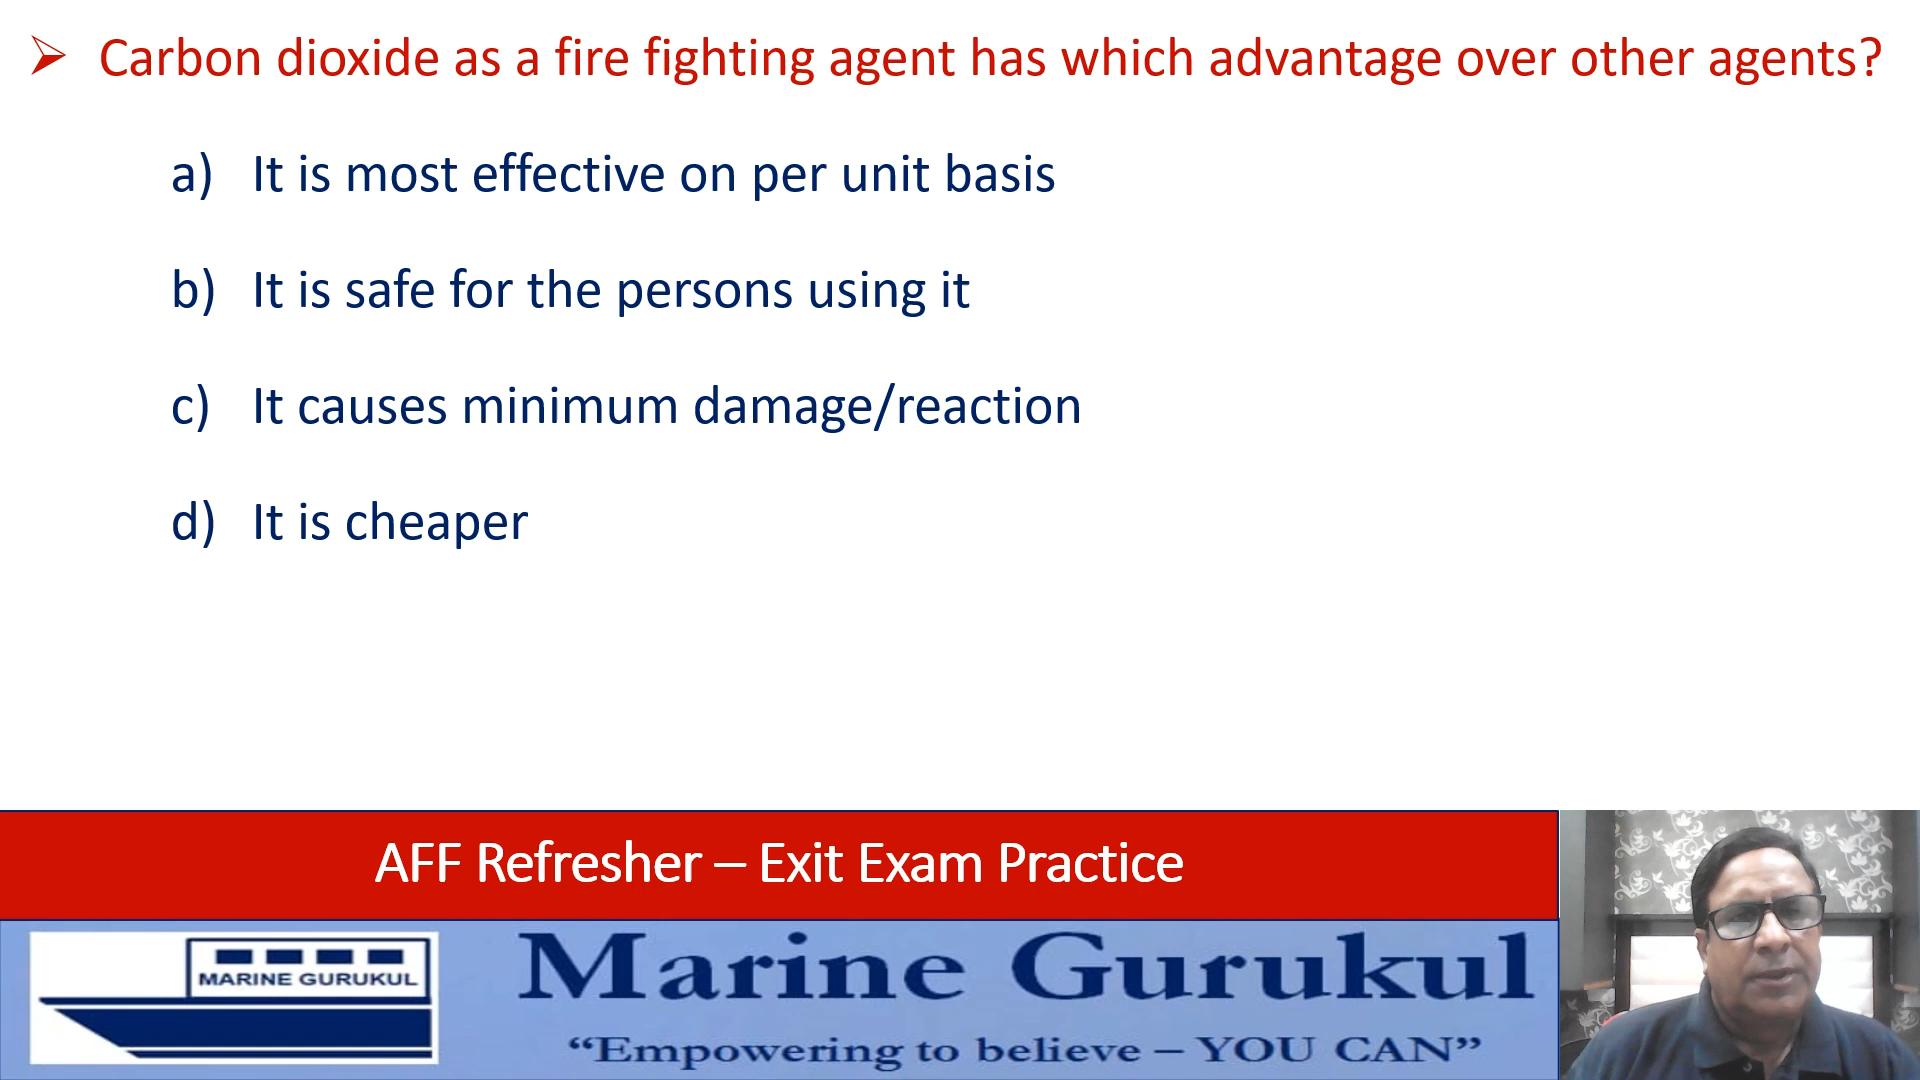 ➢ Carbon dioxide as a fire fighting agent has which advantage over other agents?
a) It is most effective on per unit basis
b) It is safe for the persons using it
c) It causes minimum damage/reaction
d) It is cheaper
AFF Refresher – Exit Exam Practice
MARINE GURUKUL
Marine Gurukul
“Empowering to believe – YOU CAN”